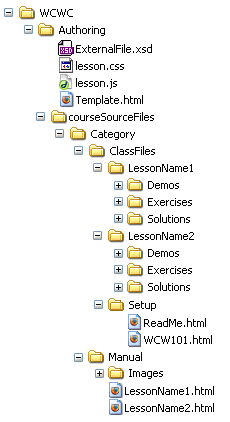 WCWC
Authoring
ExternalFile.xsd
lesson.css
lesson.js
Template.html
courseSourceFiles
Category
ClassFiles
LessonName1
Demos
Exercises
Solutions
LessonName2
Demos
Exercises
Solutions
Setup
ReadMe.html
WCW101.html
Manual
Images
LessonName1.html
LessonName2.html